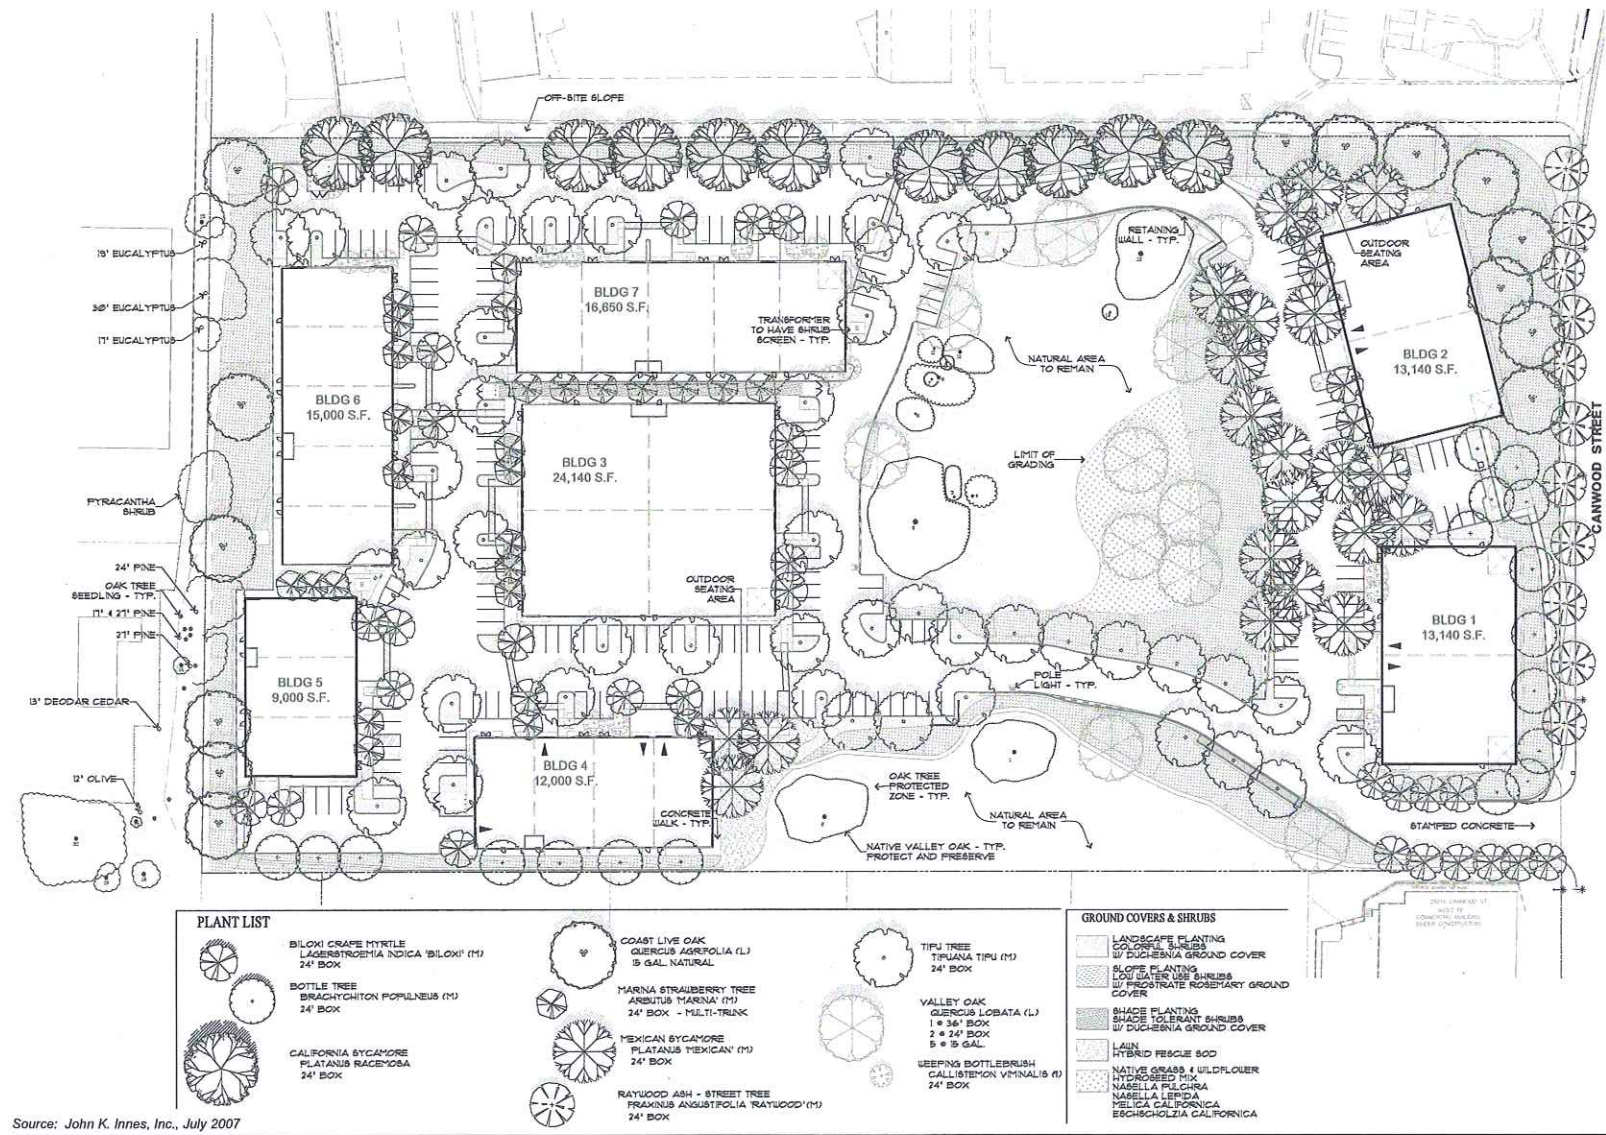 OFF-SITE SLOPE
19" EUCALYPTUS
30" EUCALYPTUS
17" EUCALYPTUS
PYRACANTHA
SHRUB
24" PINE
OAK TREE
SEEDLING - TYP.
17" & 27" PINE
27" PINE
13" DEODAR CEDAR
12" OLIVE
BLDG 7
16,650 S.F.
TRANSFORMER
TO HAVE SHRUB
SCREEN - TYP.
BLDG 6
15,000 S.F.
BLDG 3
24,140 S.F.
OUTDOOR
SEATING
AREA
BLDG 5
9,000 S.F.
BLDG 4
12,000 S.F.
CONCRETE
WALK - TYP.
RETAINING
WALL - TYP.
NATURAL AREA
TO REMAIN
LIMIT OF
GRADING
OUTDOOR
SEATING
AREA
BLDG 2
13,140 S.F.
CANWOOD STREET
BLDG 1
13,140 S.F.
POLE
LIGHT - TYP.
OAK TREE
PROTECTED
ZONE - TYP.
NATURAL AREA
TO REMAIN
NATIVE VALLEY OAK - TYP.
PROTECT AND PRESERVE
STAMPED CONCRETE
PLANT LIST
BILOXI CRAPE MYRTLE
LAGERSTROEMIA INDICA 'BILOXI' (M)
24" BOX
BOTTLE TREE
BRACHYCHITON POPULNEUS (M)
24" BOX
CALIFORNIA SYCAMORE
PLATANUS RACEMOSA
24" BOX
COAST LIVE OAK
QUERCUS AGRIFOLIA (L)
15 GAL. NATURAL
MARINA STRAWBERRY TREE
ARBUTUS 'MARINA' (M)
24" BOX - MULTI-TRUNK
MEXICAN SYCAMORE
PLATANUS 'MEXICAN' (M)
24" BOX
RAYWOOD ASH - STREET TREE
FRAXINUS ANGUSTIFOLIA 'RAYWOOD' (M)
24" BOX
TIPU TREE
TIPUANA TIPU (M)
24" BOX
VALLEY OAK
QUERCUS LOBATA (L)
1 @ 36" BOX
2 @ 24" BOX
5 @ 15 GAL.
WEEPING BOTTLEBRUSH
CALLISTEMON VIMINALIS
24" BOX
GROUND COVERS & SHRUBS
LANDSCAPE PLANTING
COLORFUL SHRUBS
W/ DUCHESNIA GROUND COVER
SLOPE PLANTING
LOW WATER USE SHRUBS
W/ PROSTRATE ROSEMARY GROUND
COVER
SHADE PLANTING
SHADE TOLERANT SHRUBS
W/ DUCHESNIA GROUND COVER
LAWN
HYBRID FESCUE SOD
NATIVE GRASS & WILDFLOWER
HYDROSEED MIX
NASELLA PULCHRA
NASELLA LEPIDA
MELICA CALIFORNICA
ESCHSCHOLZIA CALIFORNICA
Source: John K. Innes, Inc., July 2007